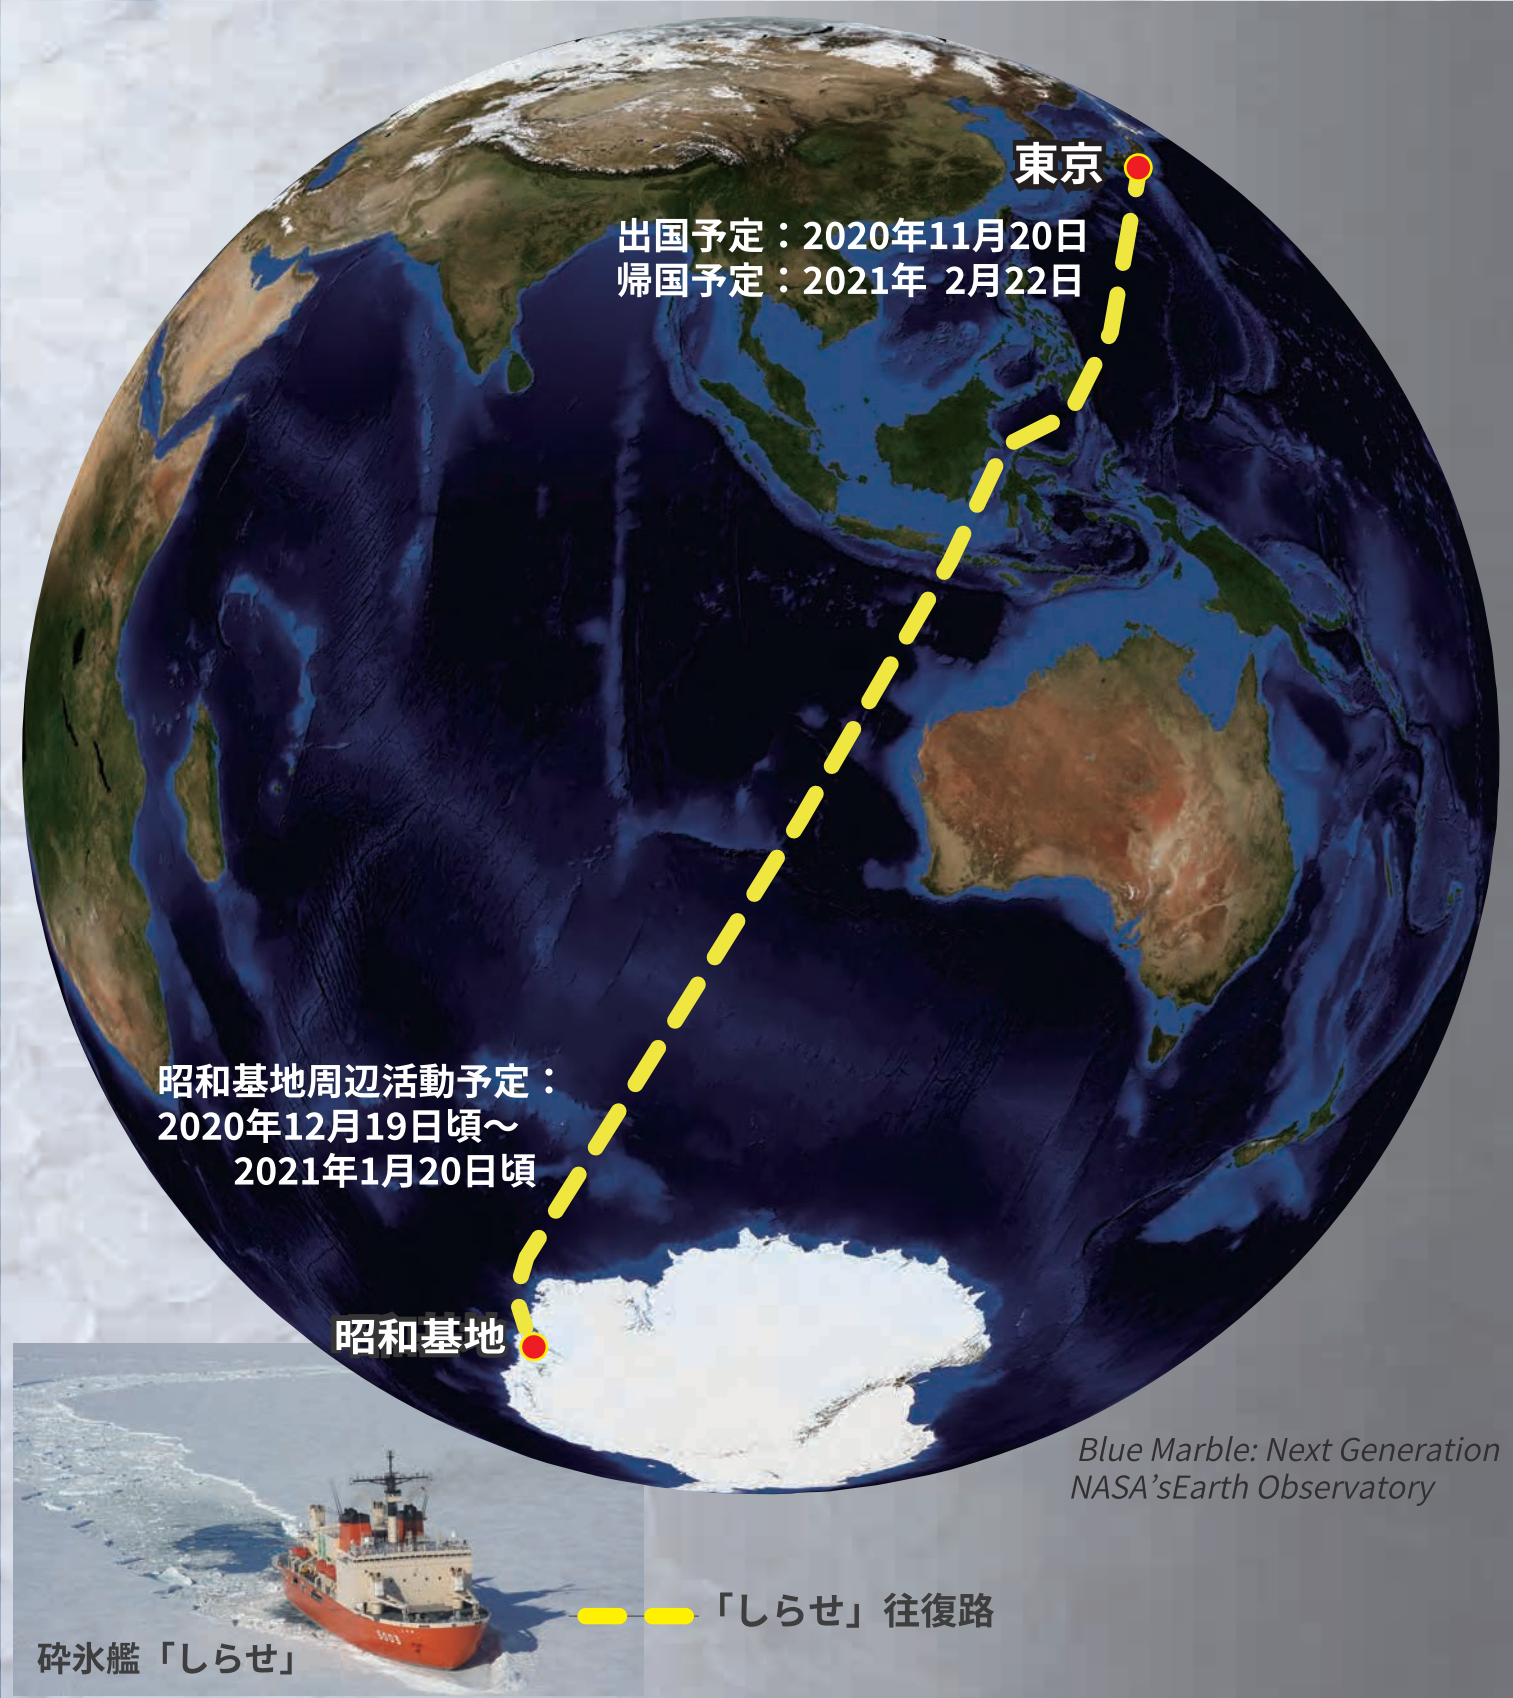 東京
出国予定：2020年11月20日
帰国予定：2021年 2月22日
昭和基地周辺活動予定：
2020年12月19日頃～
2021年1月20日頃
昭和基地
Blue Marble: Next Generation
NASA'sEarth Observatory
5003
「しらせ」往復路
砕氷艦「しらせ」